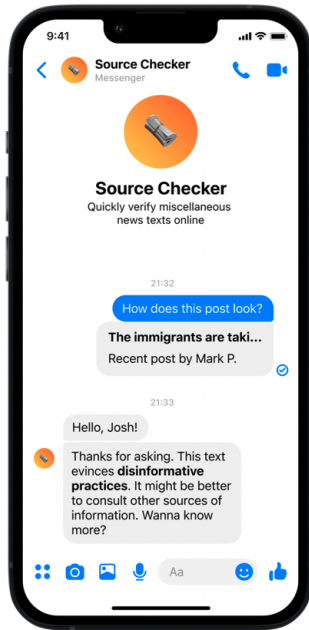 9:41
Source Checker
Messenger
Source Checker
Quickly verify miscellaneous
news texts online
21:32
How does this post look?
The immigrants are taki...
Recent post by Mark P.
21:33
Hello, Josh!
Thanks for asking. This text
evinces disinformative
practices. It might be better
to consult other sources of
information. Wanna know
more?
Aa